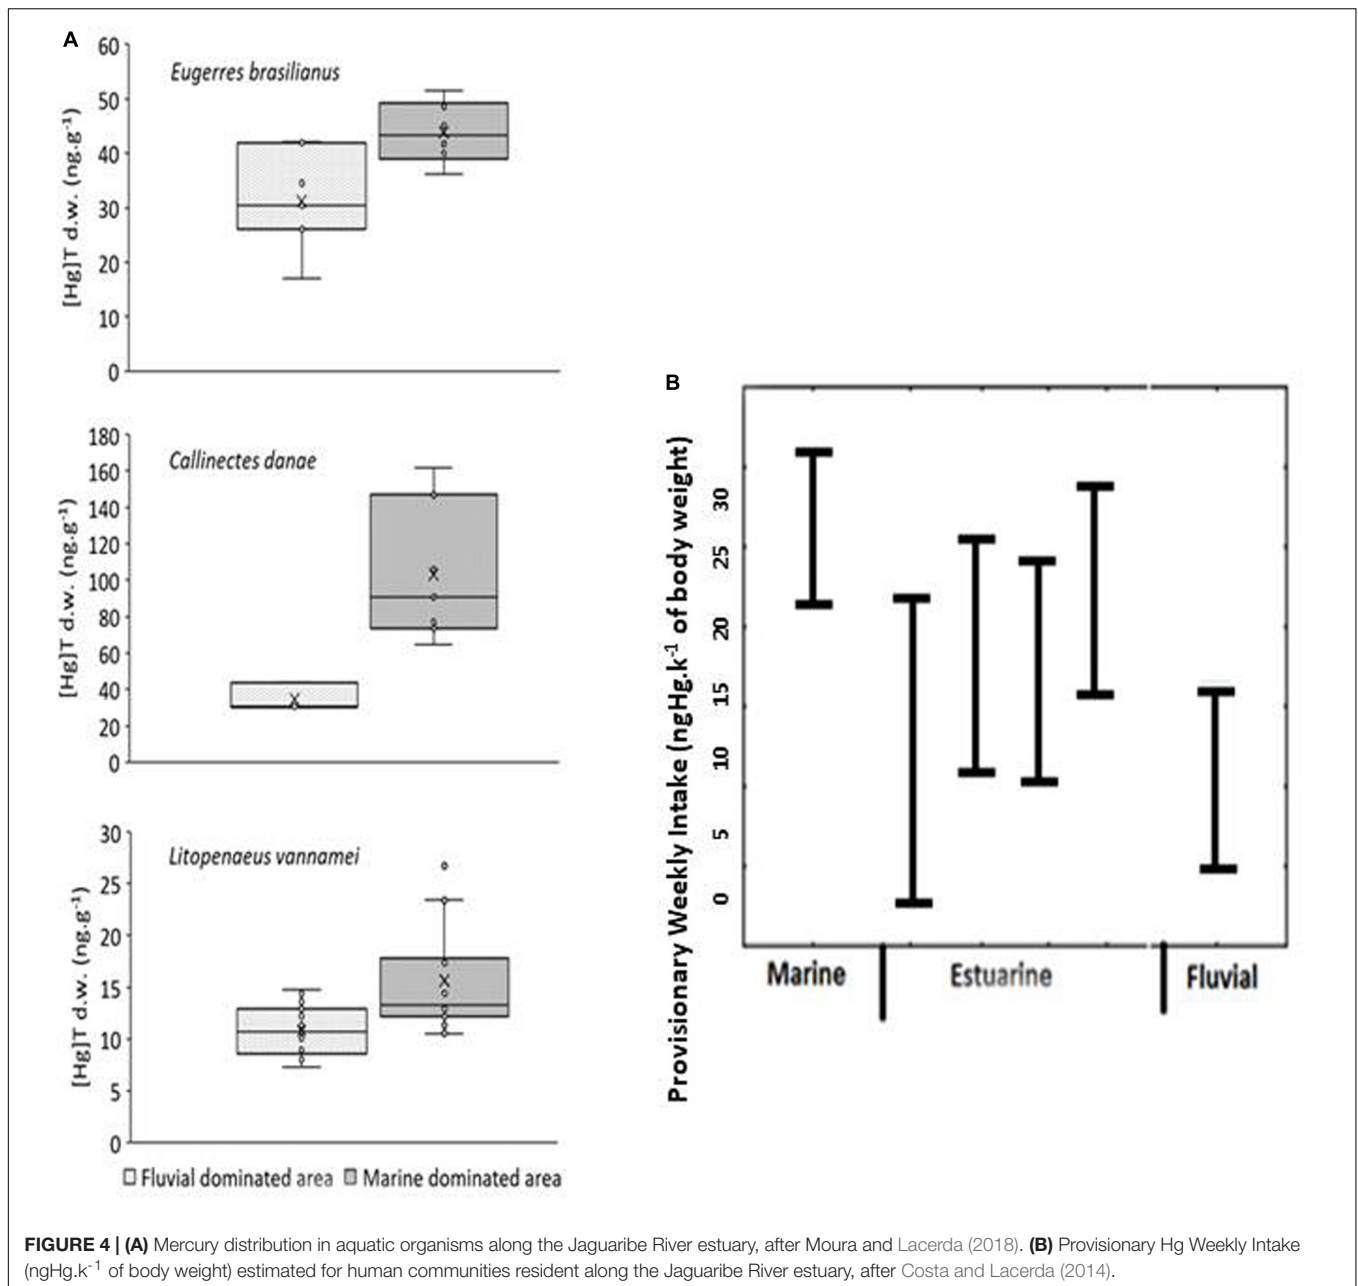 A
60
50
40
30
20
10
0
[Hg]T d.w. (ng.g⁻¹)
Eugerres brasilianus
180
160
140
120
100
80
60
40
20
0
[Hg]T d.w. (ng.g⁻¹)
Callinectes danae
30
25
20
15
10
5
0
[Hg]T d.w. (ng.g⁻¹)
Litopenaeus vannamei
Fluvial dominated area Marine dominated area
B
Provisionary Weekly Intake (ngHg.k⁻¹ of body weight)
30
25
20
15
10
5
0
Marine Estuarine Fluvial
FIGURE 4 | (A) Mercury distribution in aquatic organisms along the Jaguaribe River estuary, after Moura and Lacerda (2018). (B) Provisionary Hg Weekly Intake
(ngHg.k⁻¹ of body weight) estimated for human communities resident along the Jaguaribe River estuary, after Costa and Lacerda (2014).